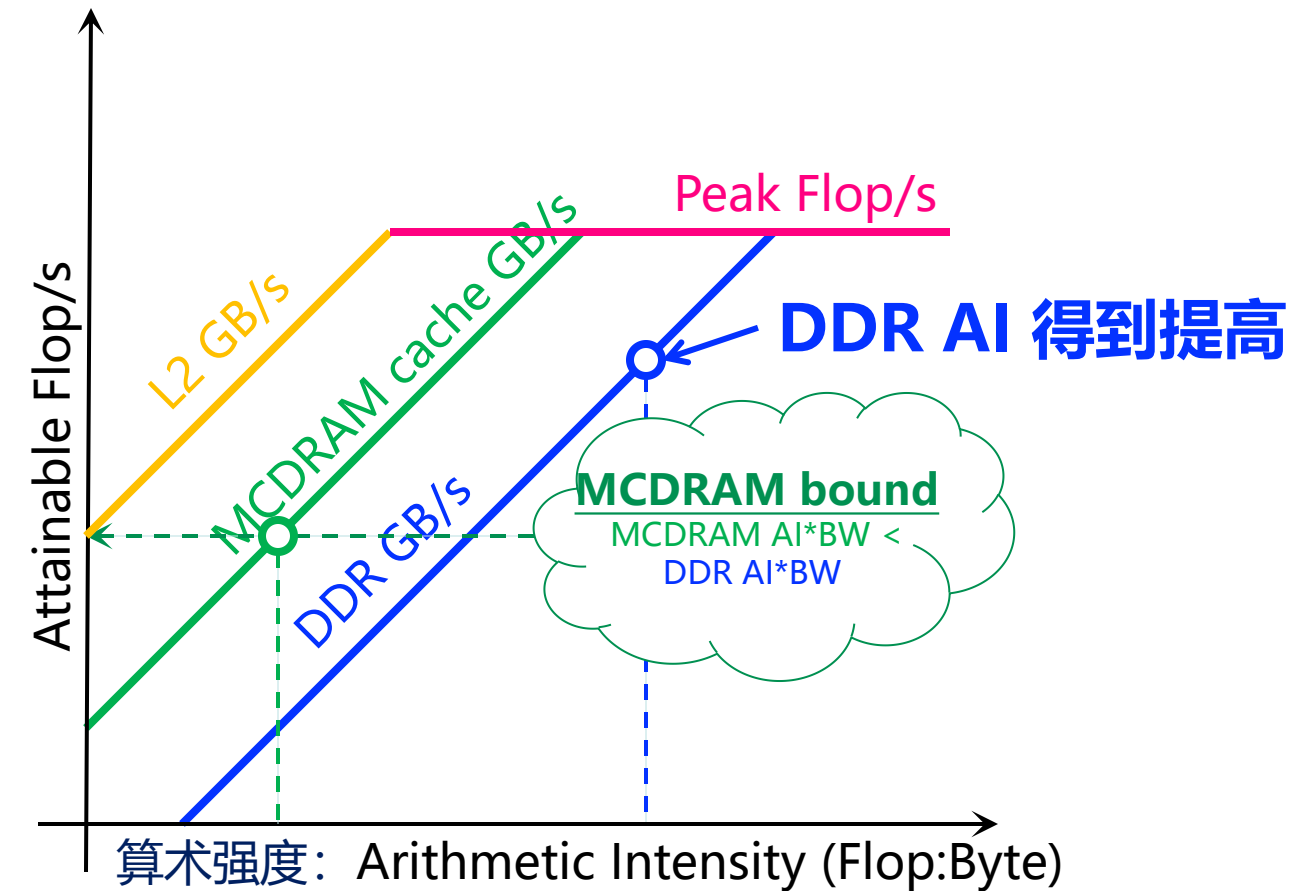 Peak Flop/s
L2 GB/s
MCDRAM cache GB/s
DDR GB/s
DDR AI 得到提高
MCDRAM bound
MCDRAM AI*BW <
DDR AI*BW
Attainable Flop/s
算术强度：Arithmetic Intensity (Flop:Byte)